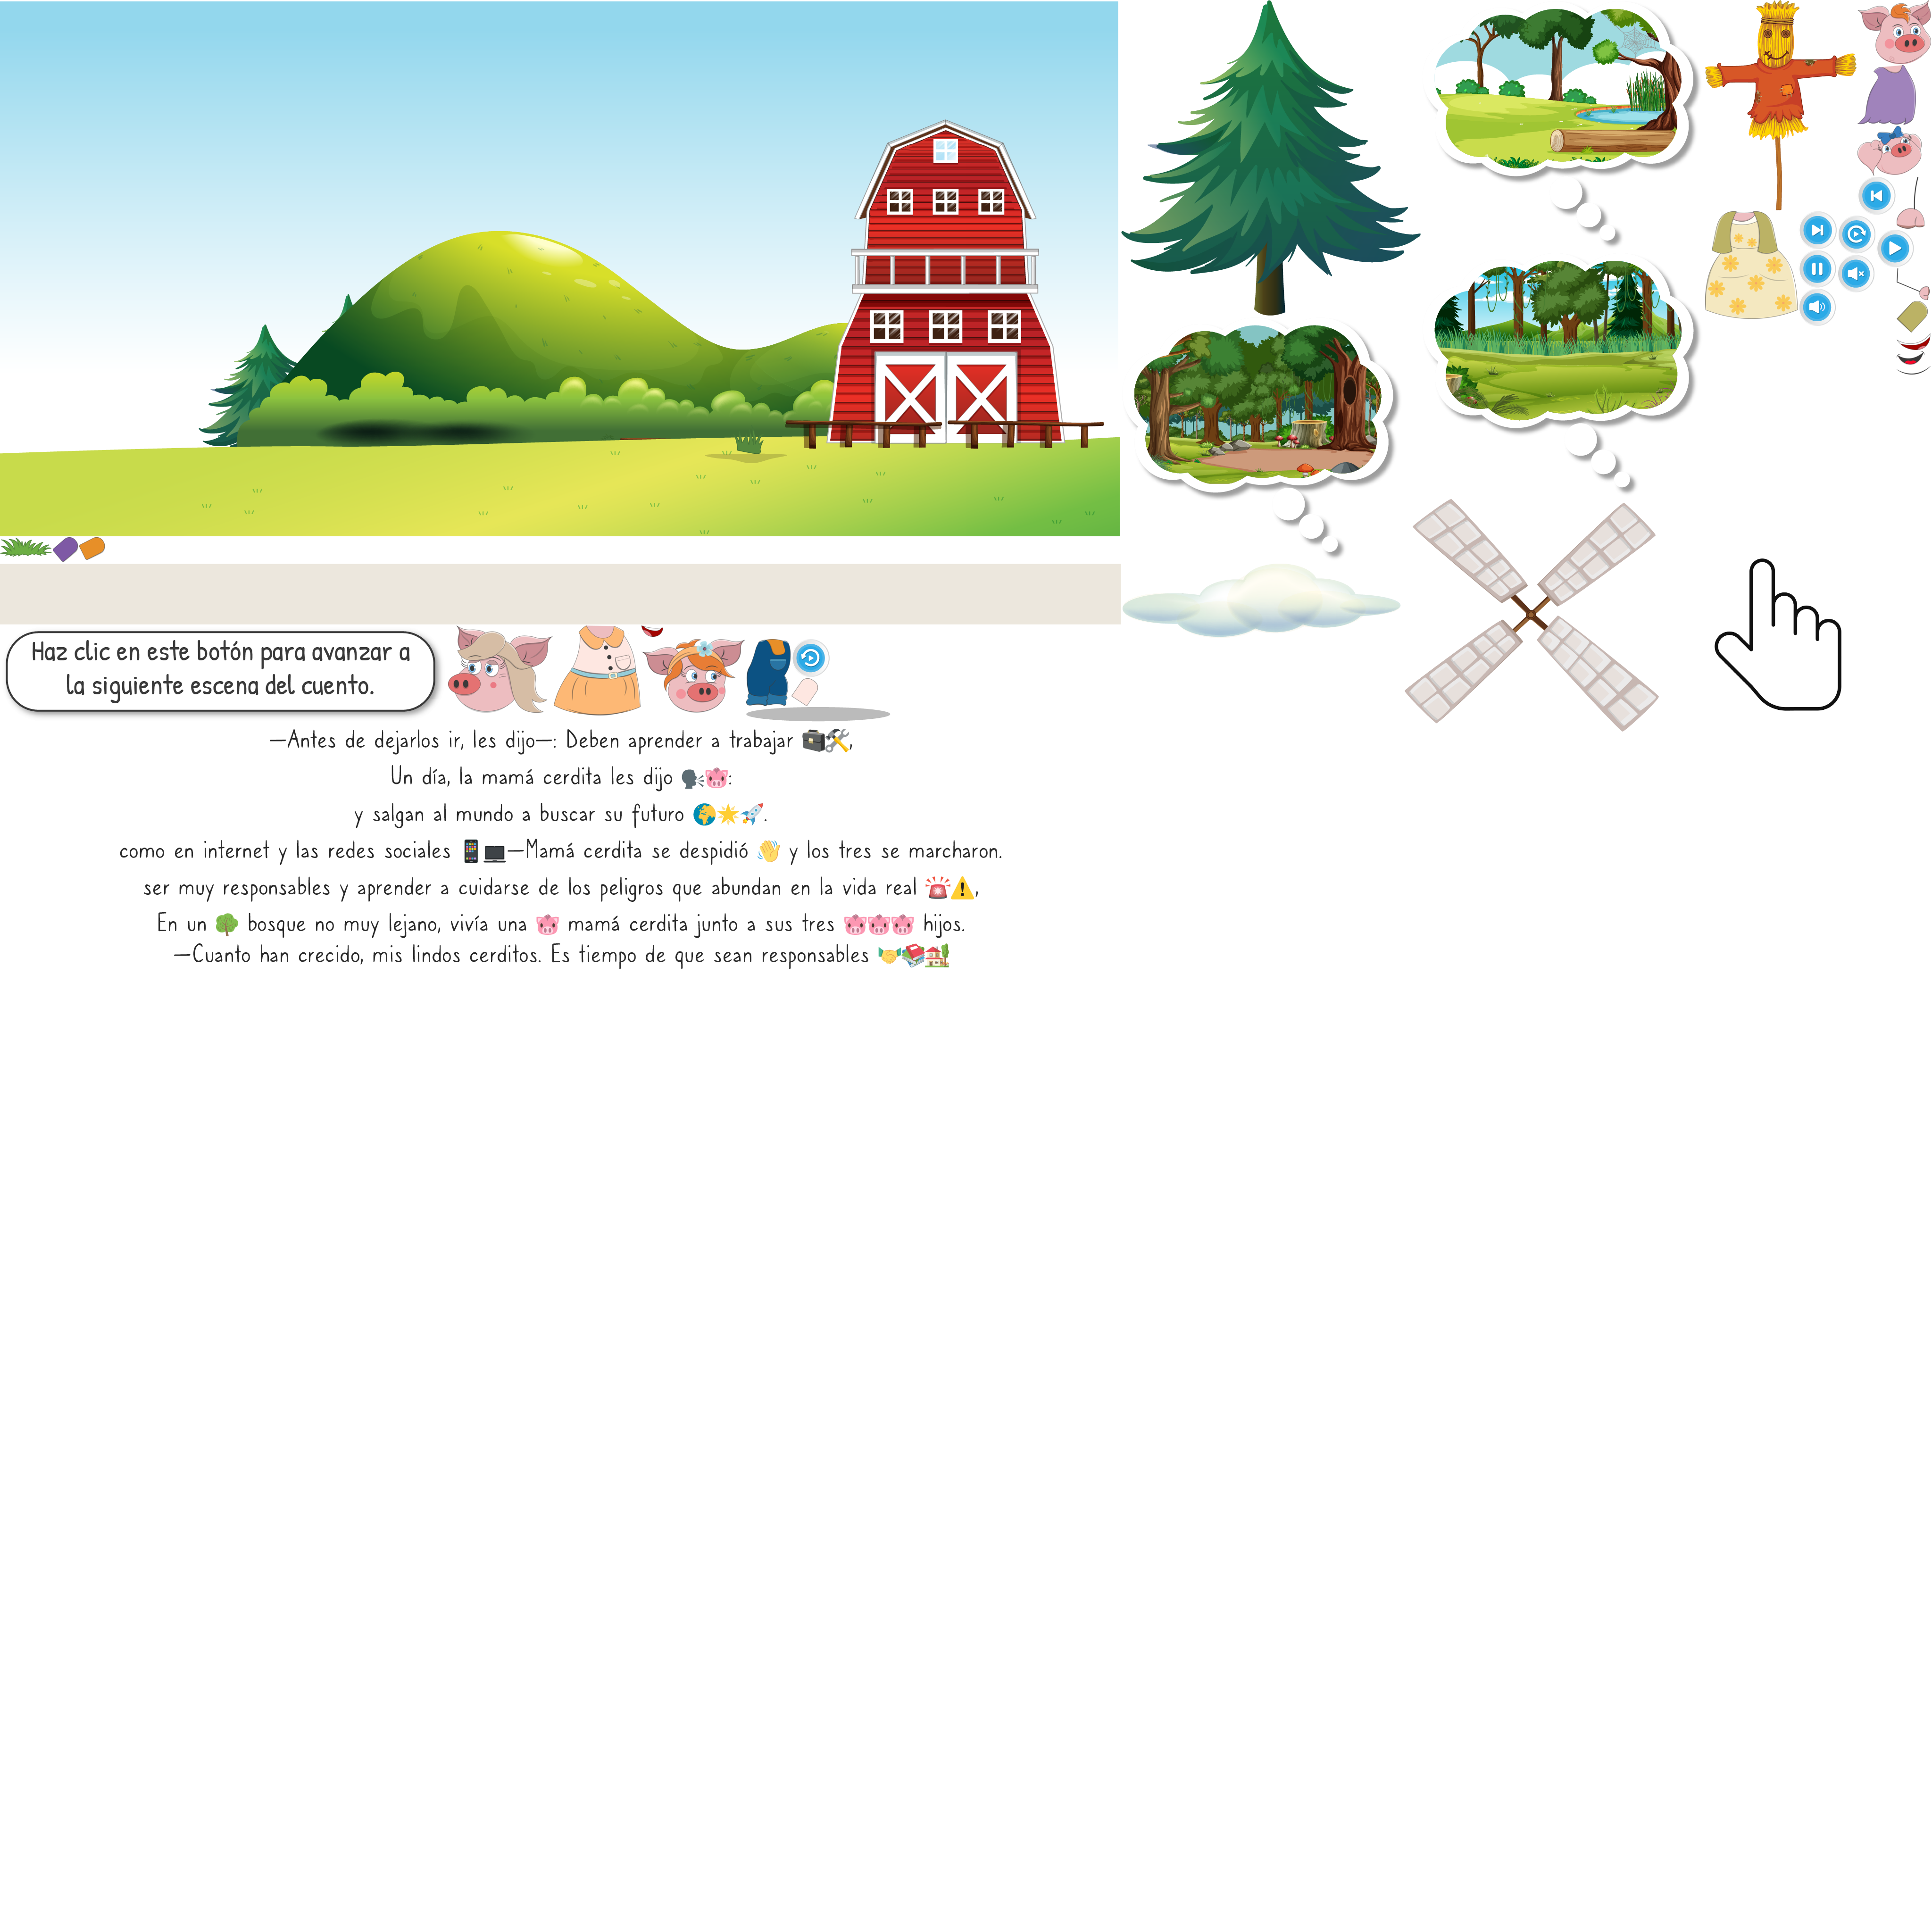 Haz clic en este botón para avanzar a
la siguiente escena del cuento.
—Antes de dejarlos ir, les dijo—: Deben aprender a trabajar 💼🛠️,
Un día, la mamá cerdita les dijo 🗣️🐷:
y salgan al mundo a buscar su futuro 🌍🌟🚀.
como en internet y las redes sociales 📱💻—Mamá cerdita se despidió 👋 y los tres se marcharon.
ser muy responsables y aprender a cuidarse de los peligros que abundan en la vida real 🚨⚠️,
En un 🌳 bosque no muy lejano, vivía una 🐷 mamá cerdita junto a sus tres 🐷🐷🐷 hijos.
—Cuanto han crecido, mis lindos cerditos. Es tiempo de que sean responsables 🤝📚🏡